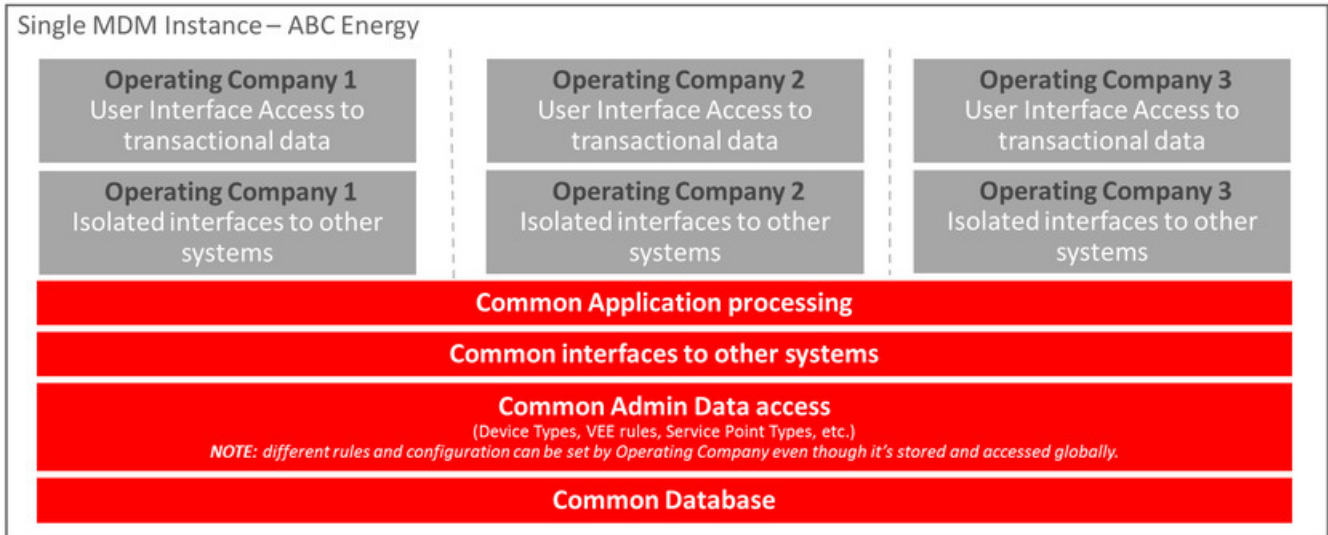 Single MDM Instance – ABC Energy
Operating Company 1
User Interface Access to
transactional data
Operating Company 2
User Interface Access to
transactional data
Operating Company 3
User Interface Access to
transactional data
Operating Company 1
Isolated interfaces to other
systems
Operating Company 2
Isolated interfaces to other
systems
Operating Company 3
Isolated interfaces to other
systems
Common Application processing
Common interfaces to other systems
Common Admin Data access
(Device Types, VEE rules, Service Point Types, etc.)
NOTE: different rules and configuration can be set by Operating Company even though it's stored and accessed globally.
Common Database